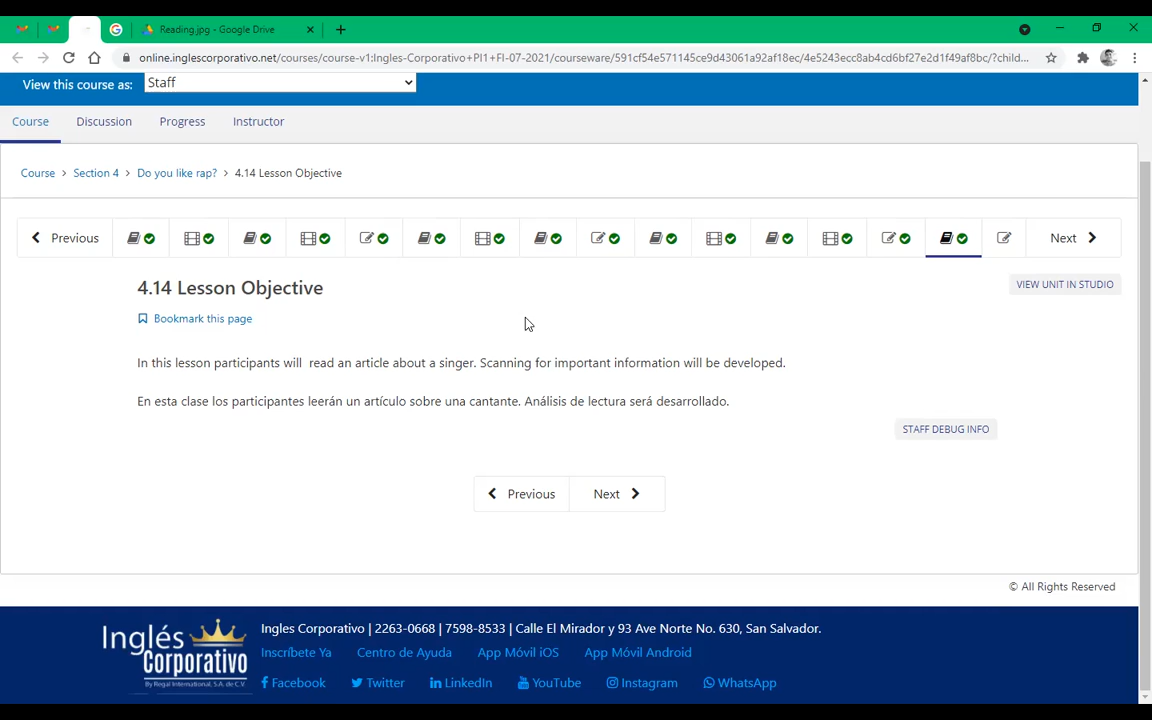 Reading.jpg - Google Drive
online.inglescorporativo.net/courses/course-v1:Ingles-Corporativo+PI1+FI-07-2021/courseware/591cf54e571145ce9d43061a92af18ec/4e5243ecc8ab4cd6bf27e2d1f49af8bc/?child...
View this course as: Staff
Course Discussion Progress Instructor
Course > Section 4 > Do you like rap? > 4.14 Lesson Objective
Previous Next
4.14 Lesson Objective
VIEW UNIT IN STUDIO
Bookmark this page
In this lesson participants will read an article about a singer. Scanning for important information will be developed.
En esta clase los participantes leerán un artículo sobre una cantante. Análisis de lectura será desarrollado.
STAFF DEBUG INFO
Previous Next
© All Rights Reserved
Inglés Corporativo
By Regal International, S.A. de C.V
Ingles Corporativo | 2263-0668 | 7598-8533 | Calle El Mirador y 93 Ave Norte No. 630, San Salvador.
Inscríbete Ya Centro de Ayuda App Móvil iOS App Móvil Android
Facebook Twitter LinkedIn YouTube Instagram WhatsApp